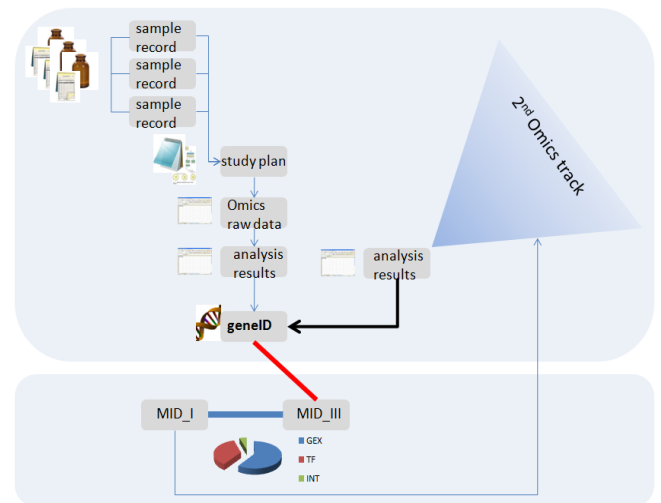 sample
record
sample
record
sample
record
study plan
Omics
raw data
analysis
results
analysis
results
2nd Omics track
geneID
MID_I
MID_III
GEX
TF
INT